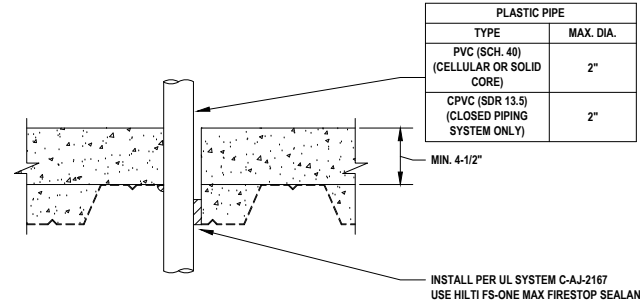 PLASTIC PIPE
TYPE MAX. DIA.
PVC (SCH. 40)
(CELLULAR OR SOLID
CORE)
2"
CPVC (SDR 13.5)
(CLOSED PIPING
SYSTEM ONLY)
2"
MIN. 4-1/2"
INSTALL PER UL SYSTEM C-AJ-2167
USE HILTI FS-ONE MAX FIRESTOP SEALAN